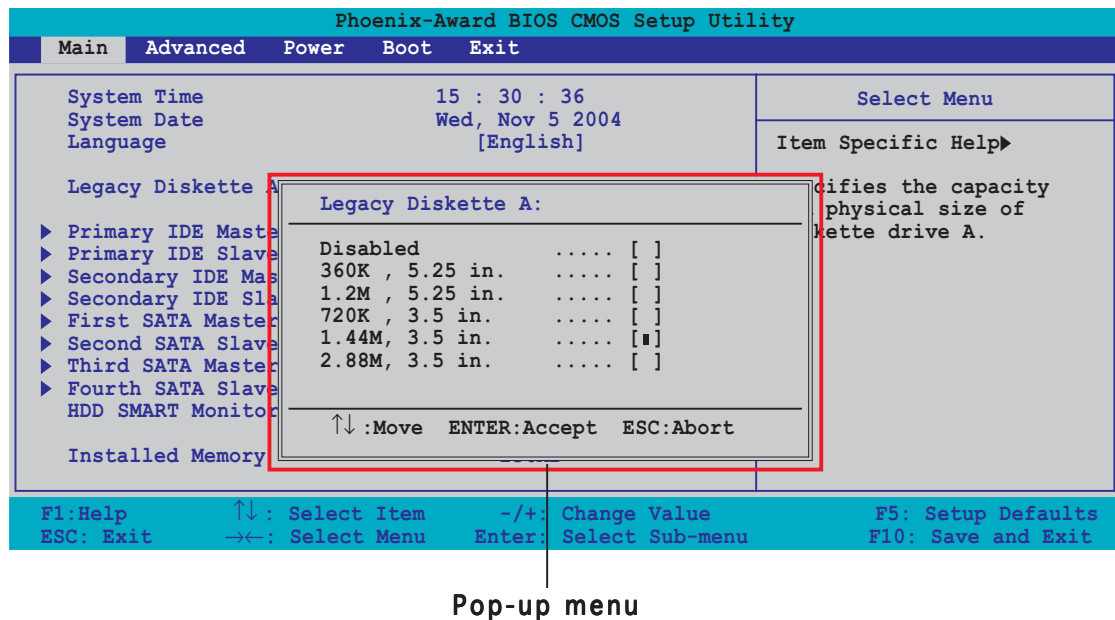 Phoenix-Award BIOS CMOS Setup Utility
Main Advanced Power Boot Exit
System Time 15 : 30 : 36
System Date Wed, Nov 5 2004
Language [English]
Legacy Diskette A
Primary IDE Maste
Primary IDE Slave
Secondary IDE Mas
Secondary IDE Sla
First SATA Master
Second SATA Slave
Third SATA Master
Fourth SATA Slave
HDD SMART Monitor
Installed Memory
Legacy Diskette A:
Disabled ..... [ ]
360K , 5.25 in. ..... [ ]
1.2M , 5.25 in. ..... [ ]
720K , 3.5 in. ..... [ ]
1.44M, 3.5 in. ..... [▮]
2.88M, 3.5 in. ..... [ ]
↑↓ :Move ENTER:Accept ESC:Abort
Select Menu
Item Specific Help▶
cifies the capacity
physical size of
kette drive A.
F1:Help ↑↓ : Select Item -/+: Change Value F5: Setup Defaults
ESC: Exit →←: Select Menu Enter: Select Sub-menu F10: Save and Exit
Pop-up menu